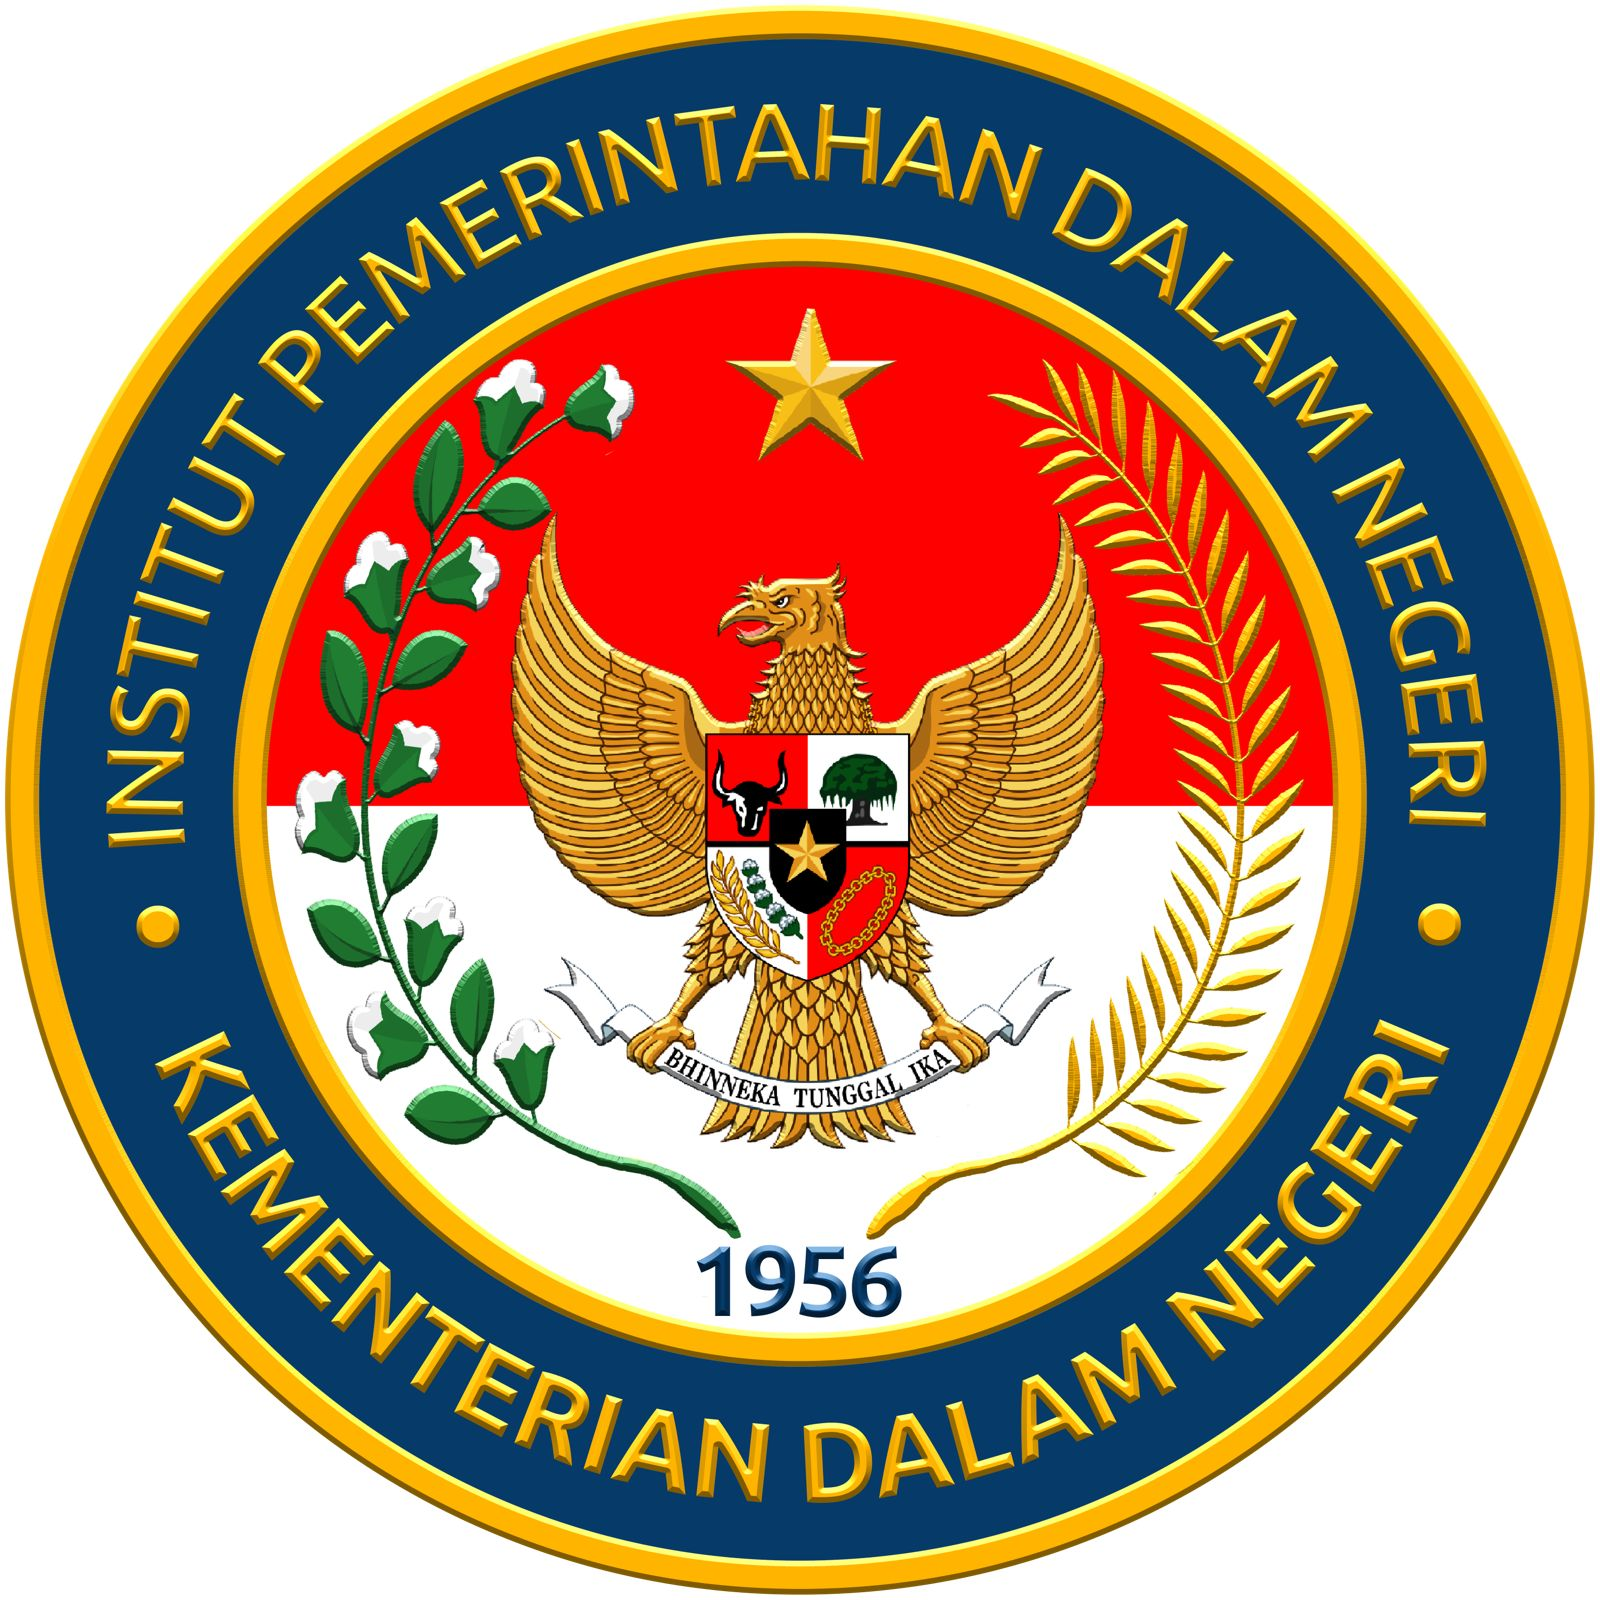 INSTITUT PEMERINTAHAN DALAM NEGERI
BHINNEKA TUNGGAL IKA
1956
KEMENTERIAN DALAM NEGERI